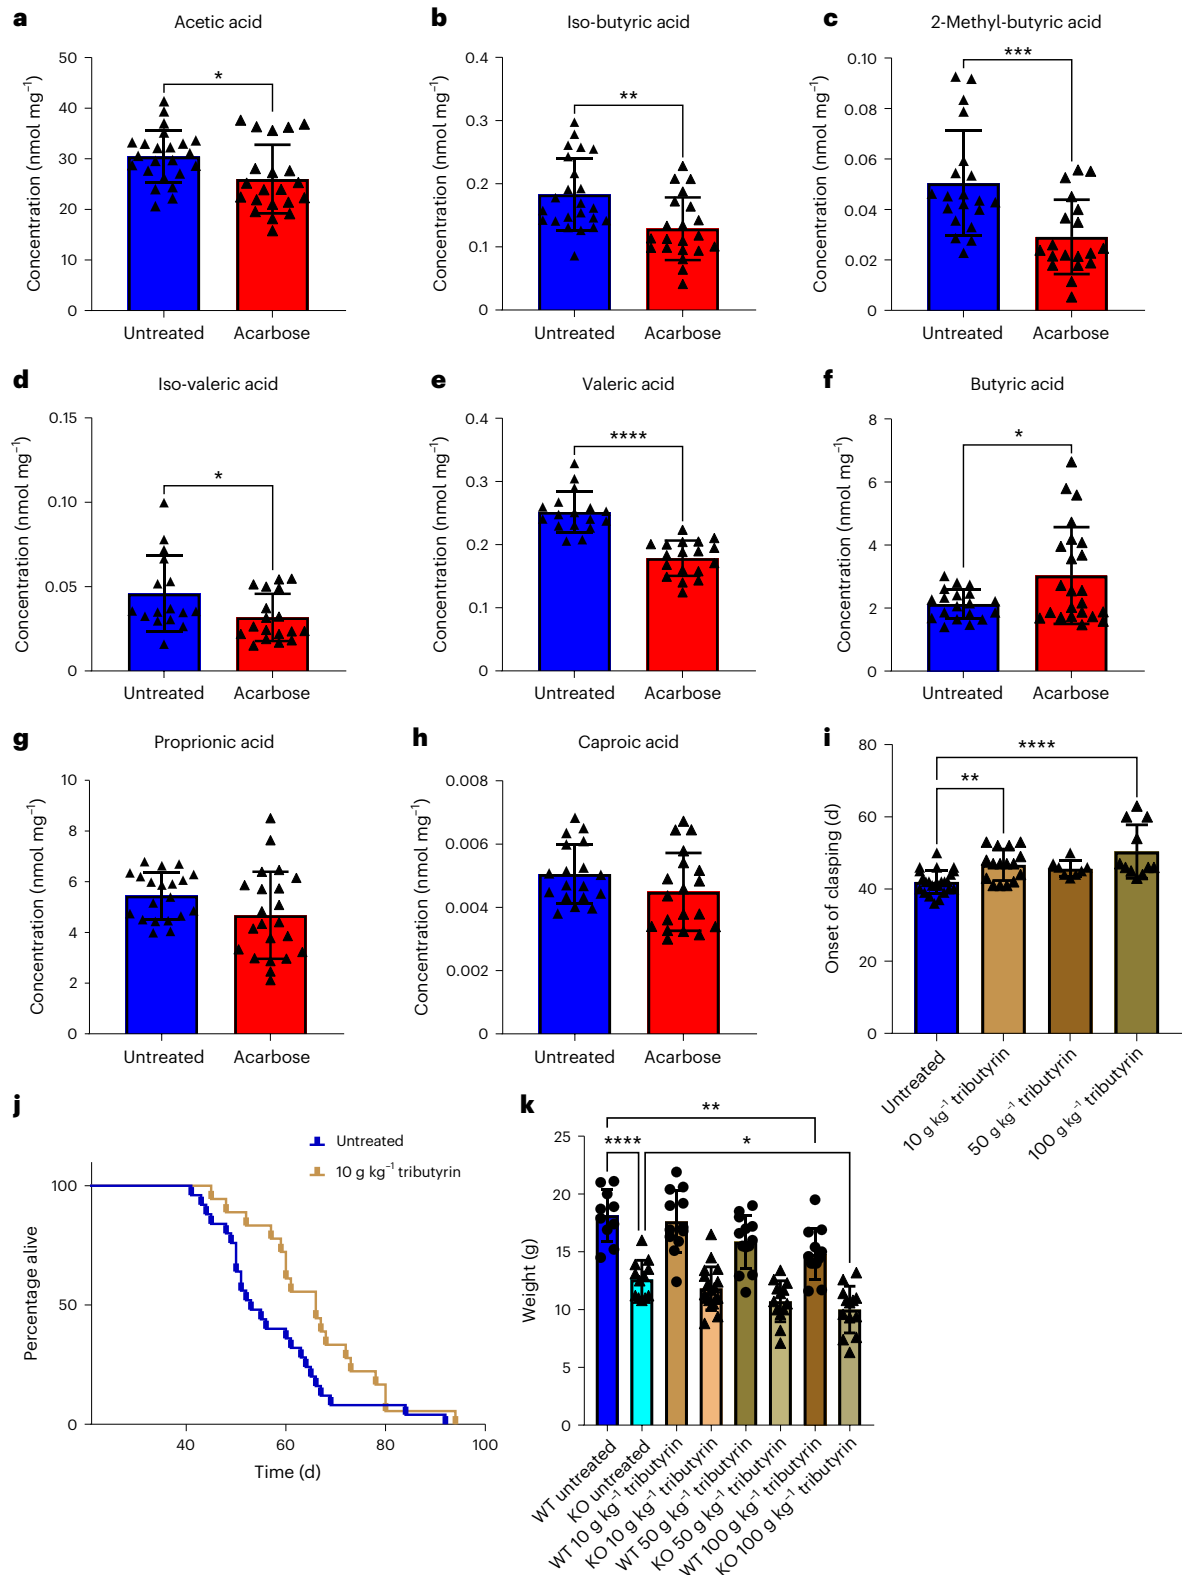 a
Acetic acid
Concentration (nmol mg⁻¹)
50
40
30
20
10
0
*
Untreated
Acarbose
b
Iso-butyric acid
Concentration (nmol mg⁻¹)
0.4
0.3
0.2
0.1
0
**
Untreated
Acarbose
c
2-Methyl-butyric acid
Concentration (nmol mg⁻¹)
0.10
0.08
0.06
0.04
0.02
0
***
Untreated
Acarbose
d
Iso-valeric acid
Concentration (nmol mg⁻¹)
0.15
0.10
0.05
0
*
Untreated
Acarbose
e
Valeric acid
Concentration (nmol mg⁻¹)
0.4
0.3
0.2
0.1
0
****
Untreated
Acarbose
f
Butyric acid
Concentration (nmol mg⁻¹)
8
6
4
2
0
*
Untreated
Acarbose
g
Proprionic acid
Concentration (nmol mg⁻¹)
10
8
6
4
2
0
Untreated
Acarbose
h
Caproic acid
Concentration (nmol mg⁻¹)
0.008
0.006
0.004
0.002
0
Untreated
Acarbose
i
Onset of clasping (d)
80
60
40
20
0
****
**
Untreated
10 g kg⁻¹ tributyrin
50 g kg⁻¹ tributyrin
100 g kg⁻¹ tributyrin
j
Untreated
10 g kg⁻¹ tributyrin
Percentage alive
100
50
0
40
60
80
100
Time (d)
k
Weight (g)
25
20
15
10
5
0
**
****
*
WT untreated
KO untreated
WT 10 g kg⁻¹ tributyrin
KO 10 g kg⁻¹ tributyrin
WT 50 g kg⁻¹ tributyrin
KO 50 g kg⁻¹ tributyrin
WT 100 g kg⁻¹ tributyrin
KO 100 g kg⁻¹ tributyrin